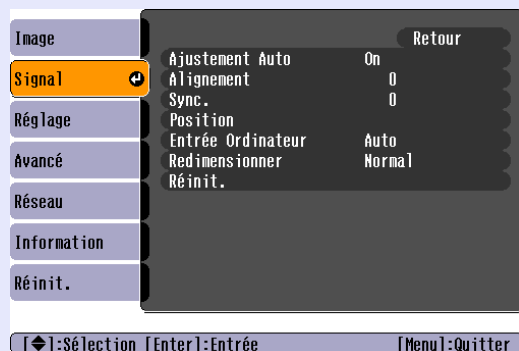 Image
Signal
Réglage
Avancé
Réseau
Information
Réinit.
Retour
Ajustement Auto On
Alignement 0
Sync. 0
Position
Entrée Ordinateur Auto
Redimensionner Normal
Réinit.
[◆]:Sélection [Enter]:Entrée [Menu]:Quitter